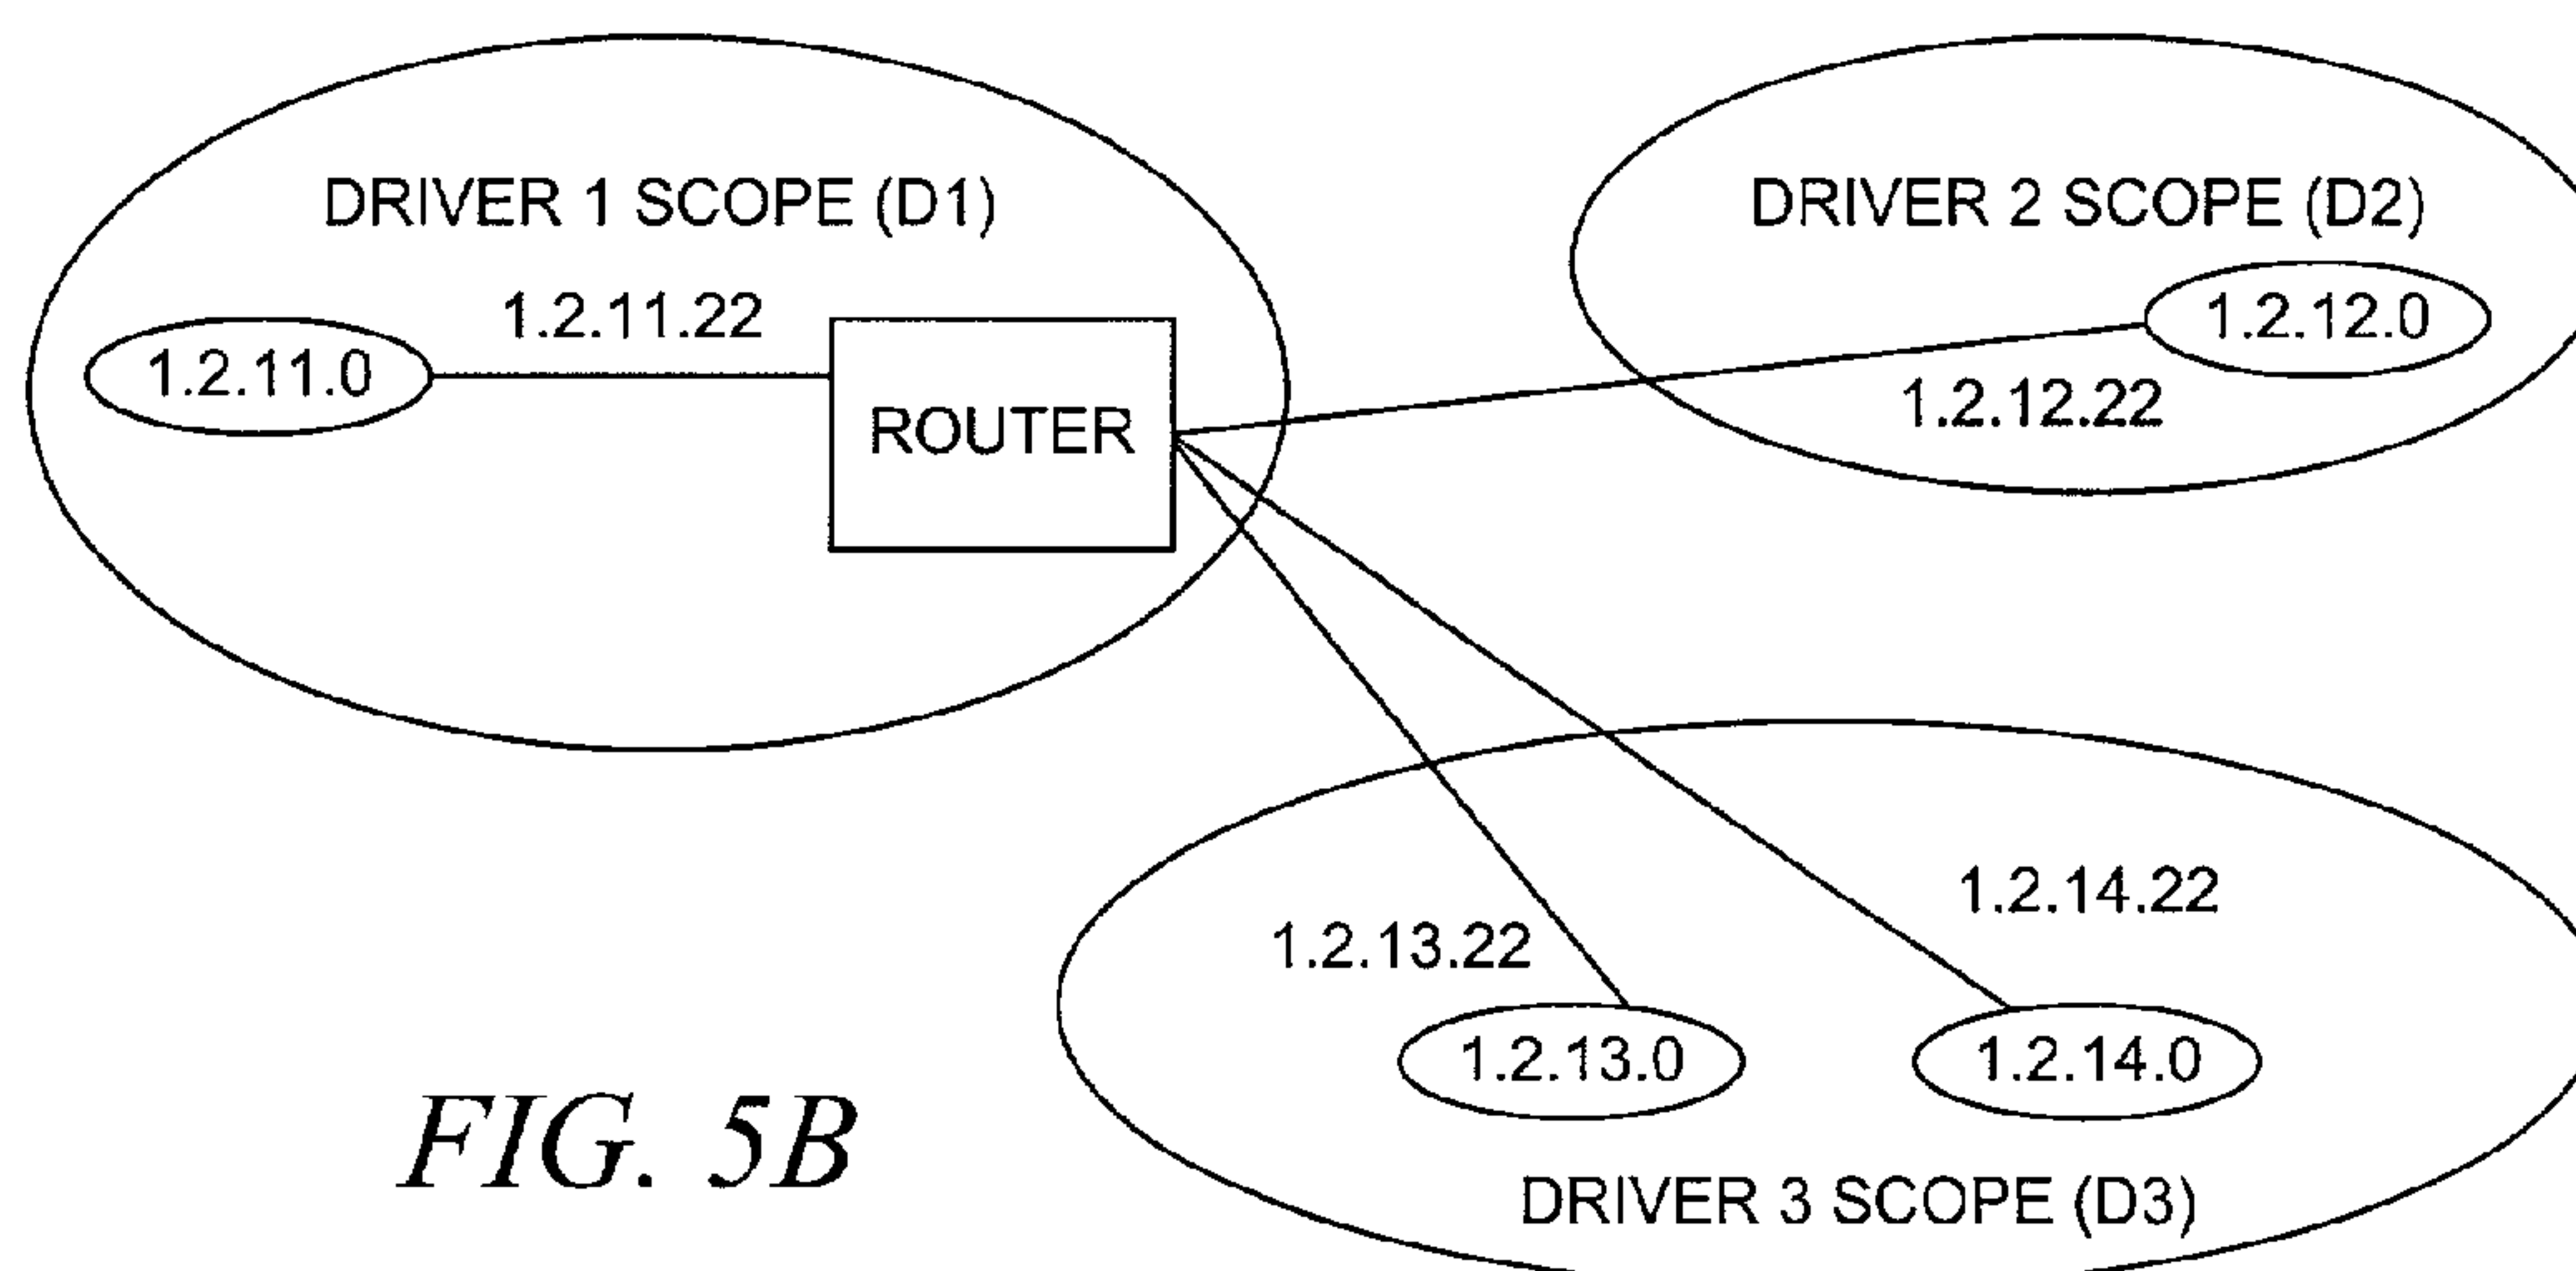 DRIVER 1 SCOPE (D1)
1.2.11.22
1.2.11.0
ROUTER
DRIVER 2 SCOPE (D2)
1.2.12.0
1.2.12.22
1.2.14.22
1.2.13.22
1.2.13.0
1.2.14.0
DRIVER 3 SCOPE (D3)
FIG. 5B